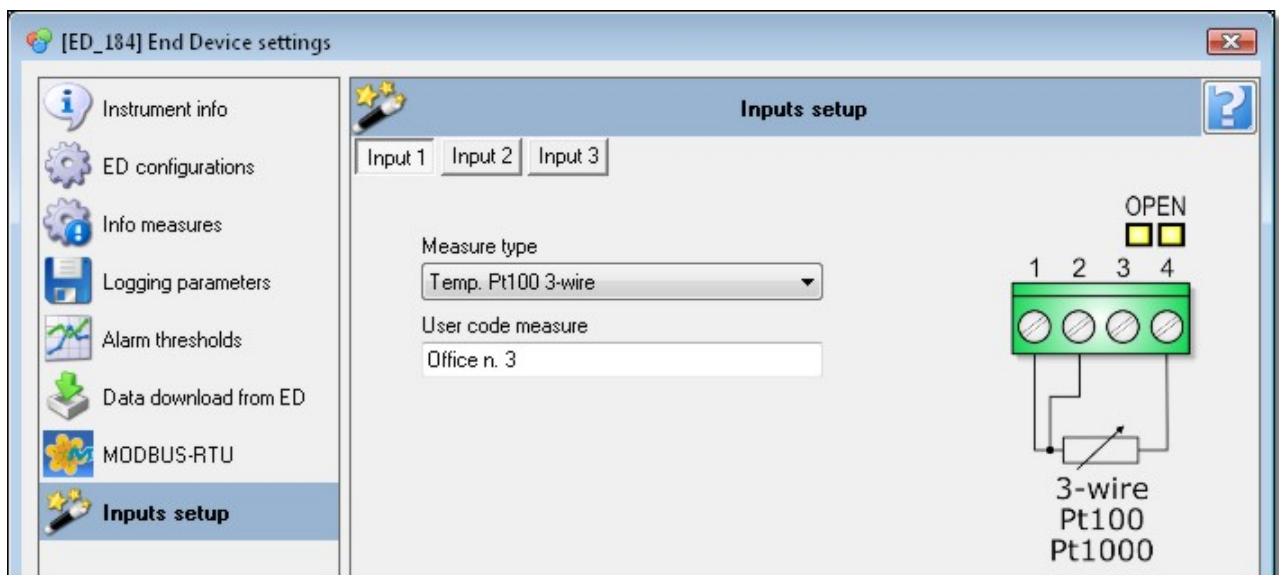 [ED_184] End Device settings
Instrument info
ED configurations
Info measures
Logging parameters
Alarm thresholds
Data download from ED
MODBUS-RTU
Inputs setup
Inputs setup
Input 1 Input 2 Input 3
Measure type
Temp. Pt100 3-wire
User code measure
Office n. 3
OPEN
1 2 3 4
3-wire
Pt100
Pt1000